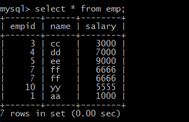 mysql> select * from emp;
+-------+------+--------+
| empid | name | salary |
+-------+------+--------+
| 3 | cc | 3000 |
| 4 | dd | 7000 |
| 5 | ee | 9000 |
| 7 | ff | 6666 |
| 7 | ff | 6666 |
| 10 | yy | 5555 |
| 1 | aa | 1000 |
+-------+------+--------+
7 rows in set (0.00 sec)